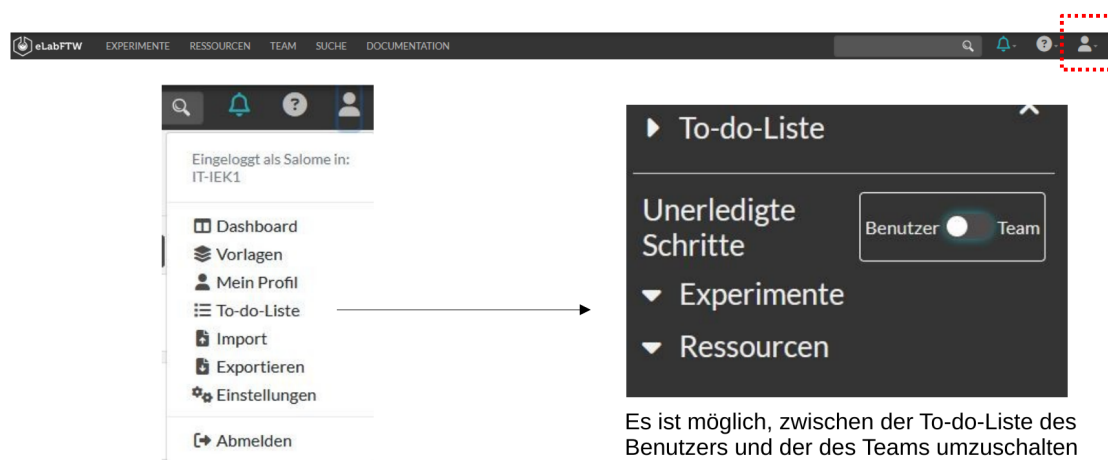 eLabFTW EXPERIMENTE RESSOURCEN TEAM SUCHE DOCUMENTATION
Eingeloggt als Salome in:
IT-IEK1
Dashboard
Vorlagen
Mein Profil
To-do-Liste
Import
Exportieren
Einstellungen
Abmelden
To-do-Liste
Unerledigte
Schritte
Benutzer Team
Experimente
Ressourcen
Es ist möglich, zwischen der To-do-Liste des
Benutzers und der des Teams umzuschalten